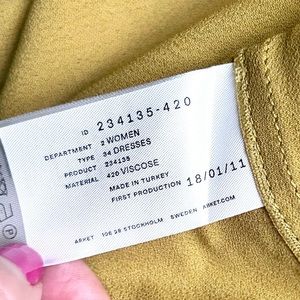 ID 234135-420
DEPARTMENT 2 WOMEN
TYPE 34 DRESSES
PRODUCT 234135
MATERIAL 420 VISCOSE
MADE IN TURKEY
FIRST PRODUCTION 18/01/11
ARKET 106 38 STOCKHOLM SWEDEN ARKET.COM